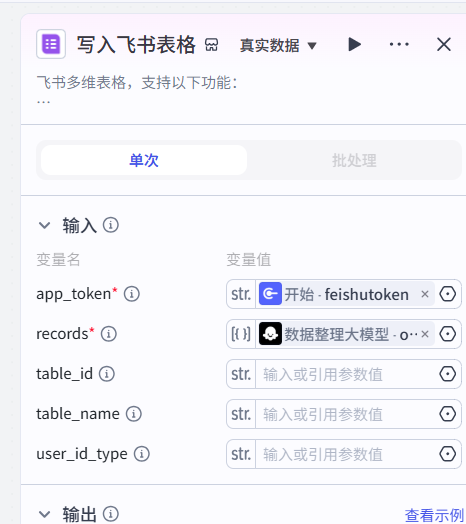 写入飞书表格 真实数据
飞书多维表格，支持以下功能：
...
单次 批处理
输入
变量名 变量值
app_token* str. 开始 - feishutoken ×
records* [{}] 数据整理大模型 - o·· ×
table_id str. 输入或引用参数值
table_name str. 输入或引用参数值
user_id_type str. 输入或引用参数值
输出 查看示例